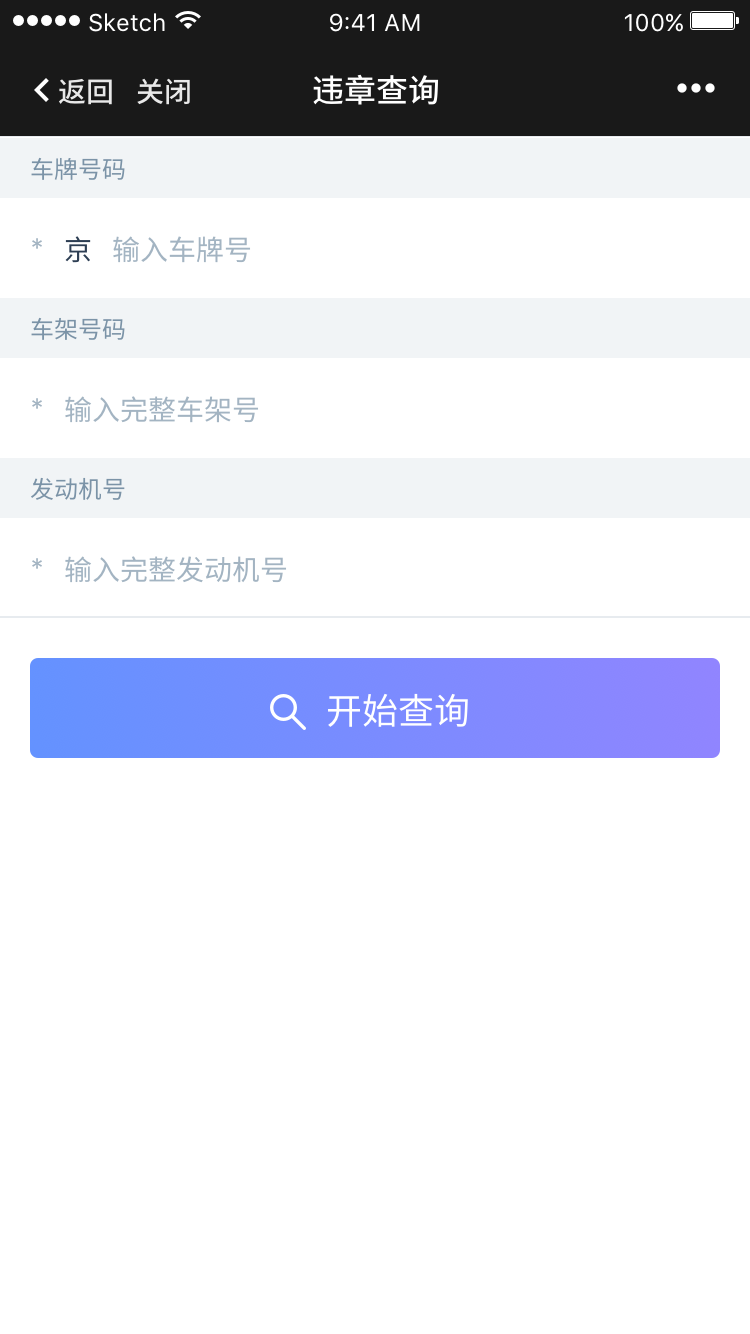 Sketch 9:41 AM 100%
返回 关闭 违章查询
车牌号码
* 京 输入车牌号
车架号码
* 输入完整车架号
发动机号
* 输入完整发动机号
开始查询